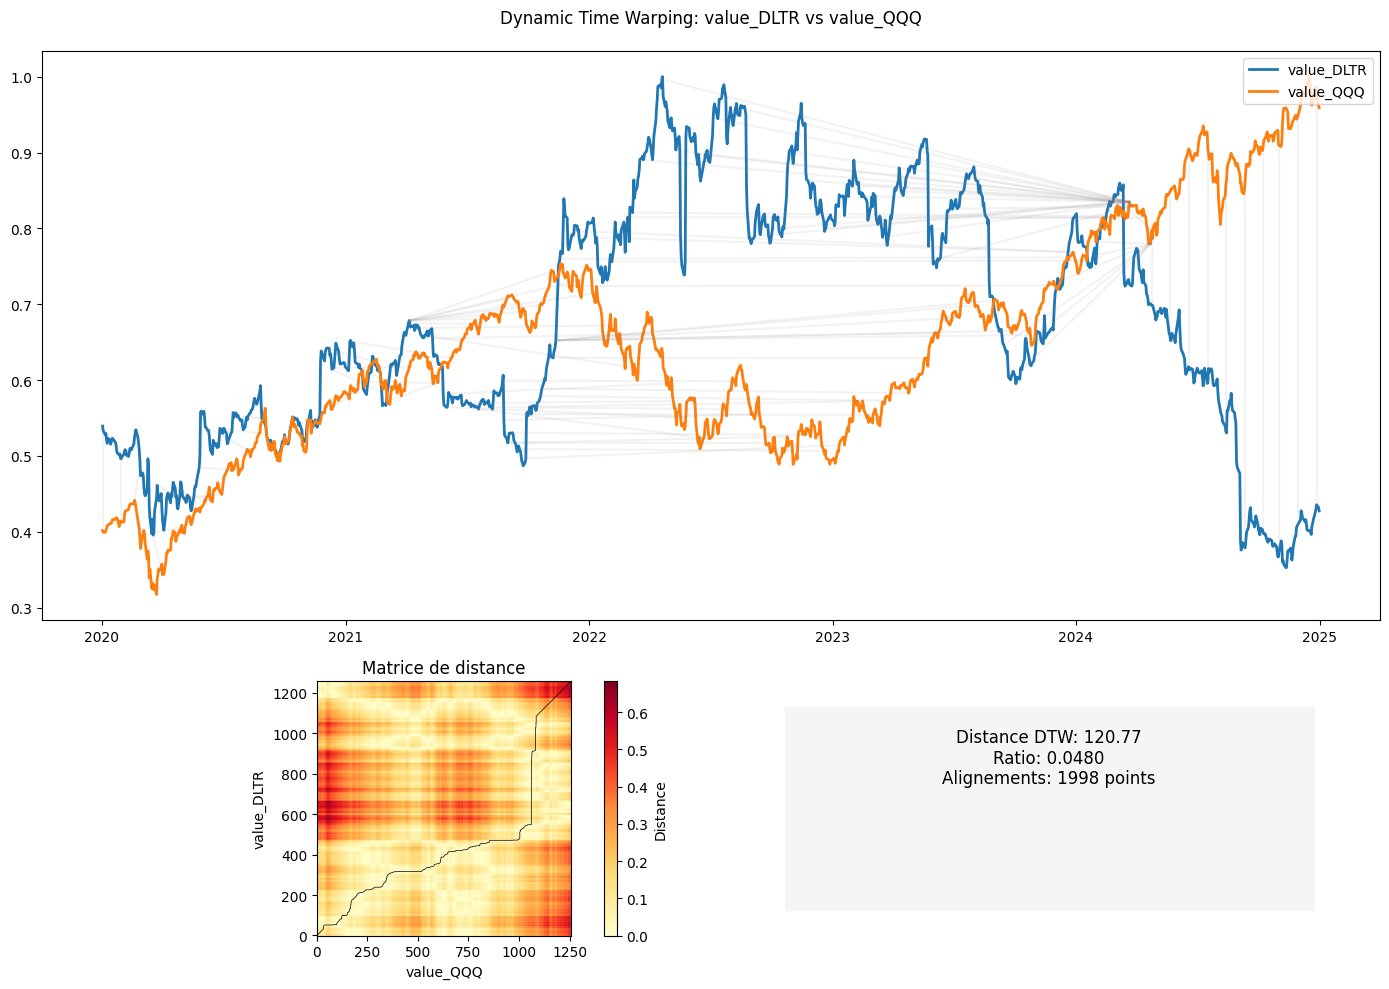 Dynamic Time Warping: value_DLTR vs value_QQQ
value_DLTR
value_QQQ
1.0
0.9
0.8
0.7
0.6
0.5
0.4
0.3
2020 2021 2022 2023 2024 2025
Matrice de distance
value_DLTR
1200
1000
800
600
400
200
0
0 250 500 750 1000 1250
value_QQQ
0.6
0.5
0.4
0.3
0.2
0.1
0.0
Distance
Distance DTW: 120.77
Ratio: 0.0480
Alignements: 1998 points